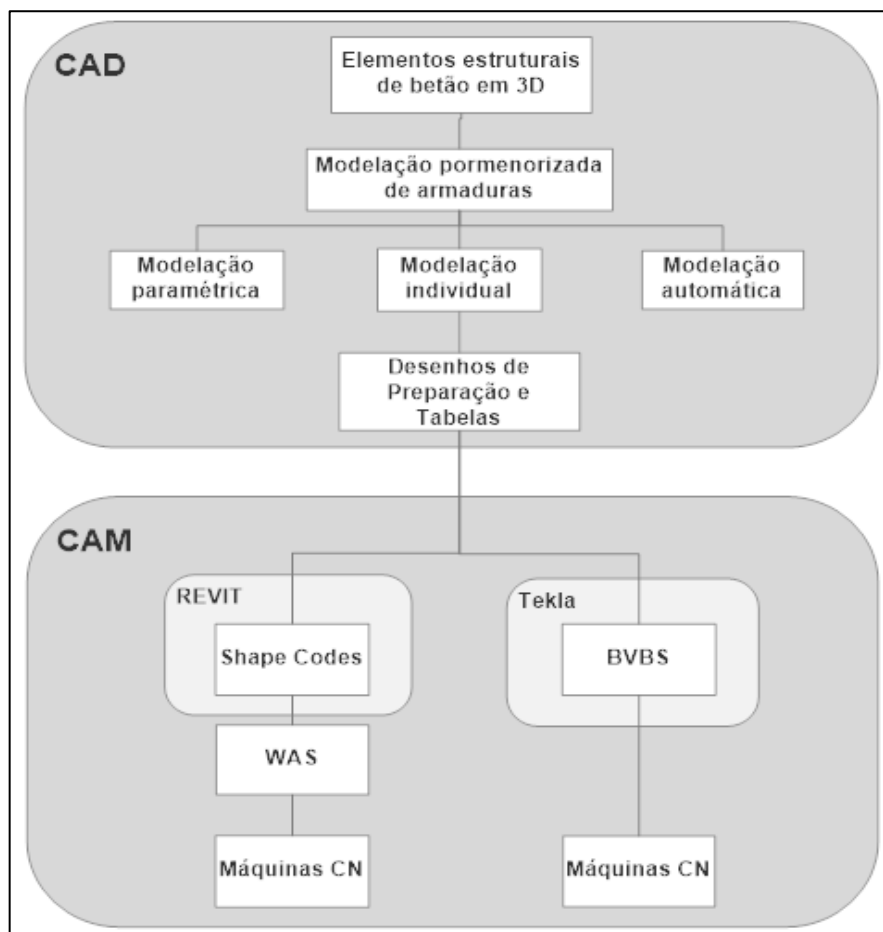 CAD
Elementos estruturais
de betão em 3D
Modelação pormenorizada
de armaduras
Modelação
paramétrica
Modelação
individual
Modelação
automática
Desenhos de
Preparação e
Tabelas
CAM
REVIT
Shape Codes
WAS
Máquinas CN
Tekla
BVBS
Máquinas CN